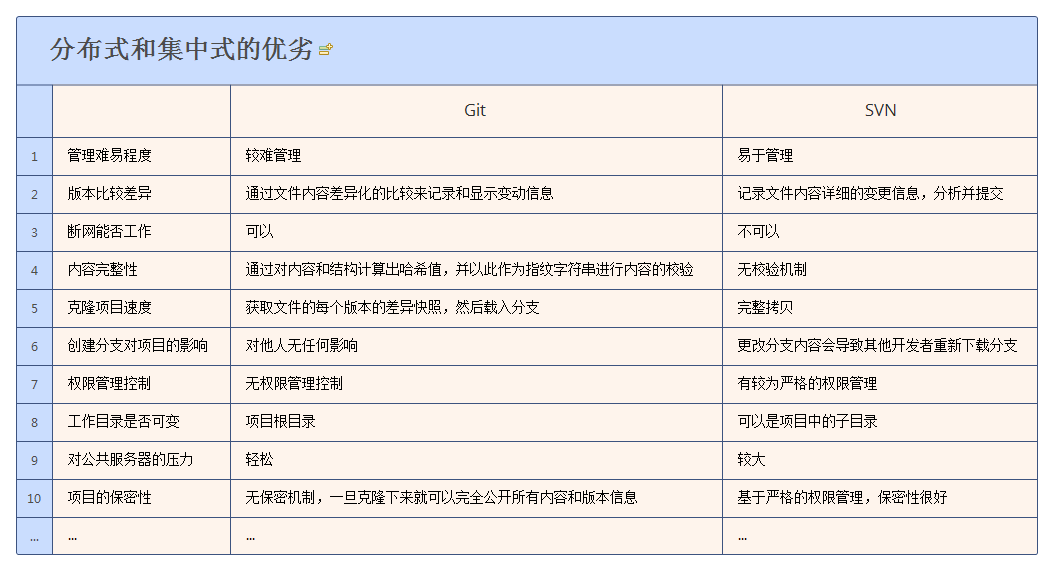 分布式和集中式的优劣
Git SVN
1 管理难易程度 较难管理 易于管理
2 版本比较差异 通过文件内容差异化的比较来记录和显示变动信息 记录文件内容详细的变更信息，分析并提交
3 断网能否工作 可以 不可以
4 内容完整性 通过对内容和结构计算出哈希值，并以此作为指纹字符串进行内容的校验 无校验机制
5 克隆项目速度 获取文件的每个版本的差异快照，然后载入分支 完整拷贝
6 创建分支对项目的影响 对他人无任何影响 更改分支内容会导致其他开发者重新下载分支
7 权限管理控制 无权限管理控制 有较为严格的权限管理
8 工作目录是否可变 项目根目录 可以是项目中的子目录
9 对公共服务器的压力 轻松 较大
10 项目的保密性 无保密机制，一旦克隆下来就可以完全公开所有内容和版本信息 基于严格的权限管理，保密性很好
... ... ... ...